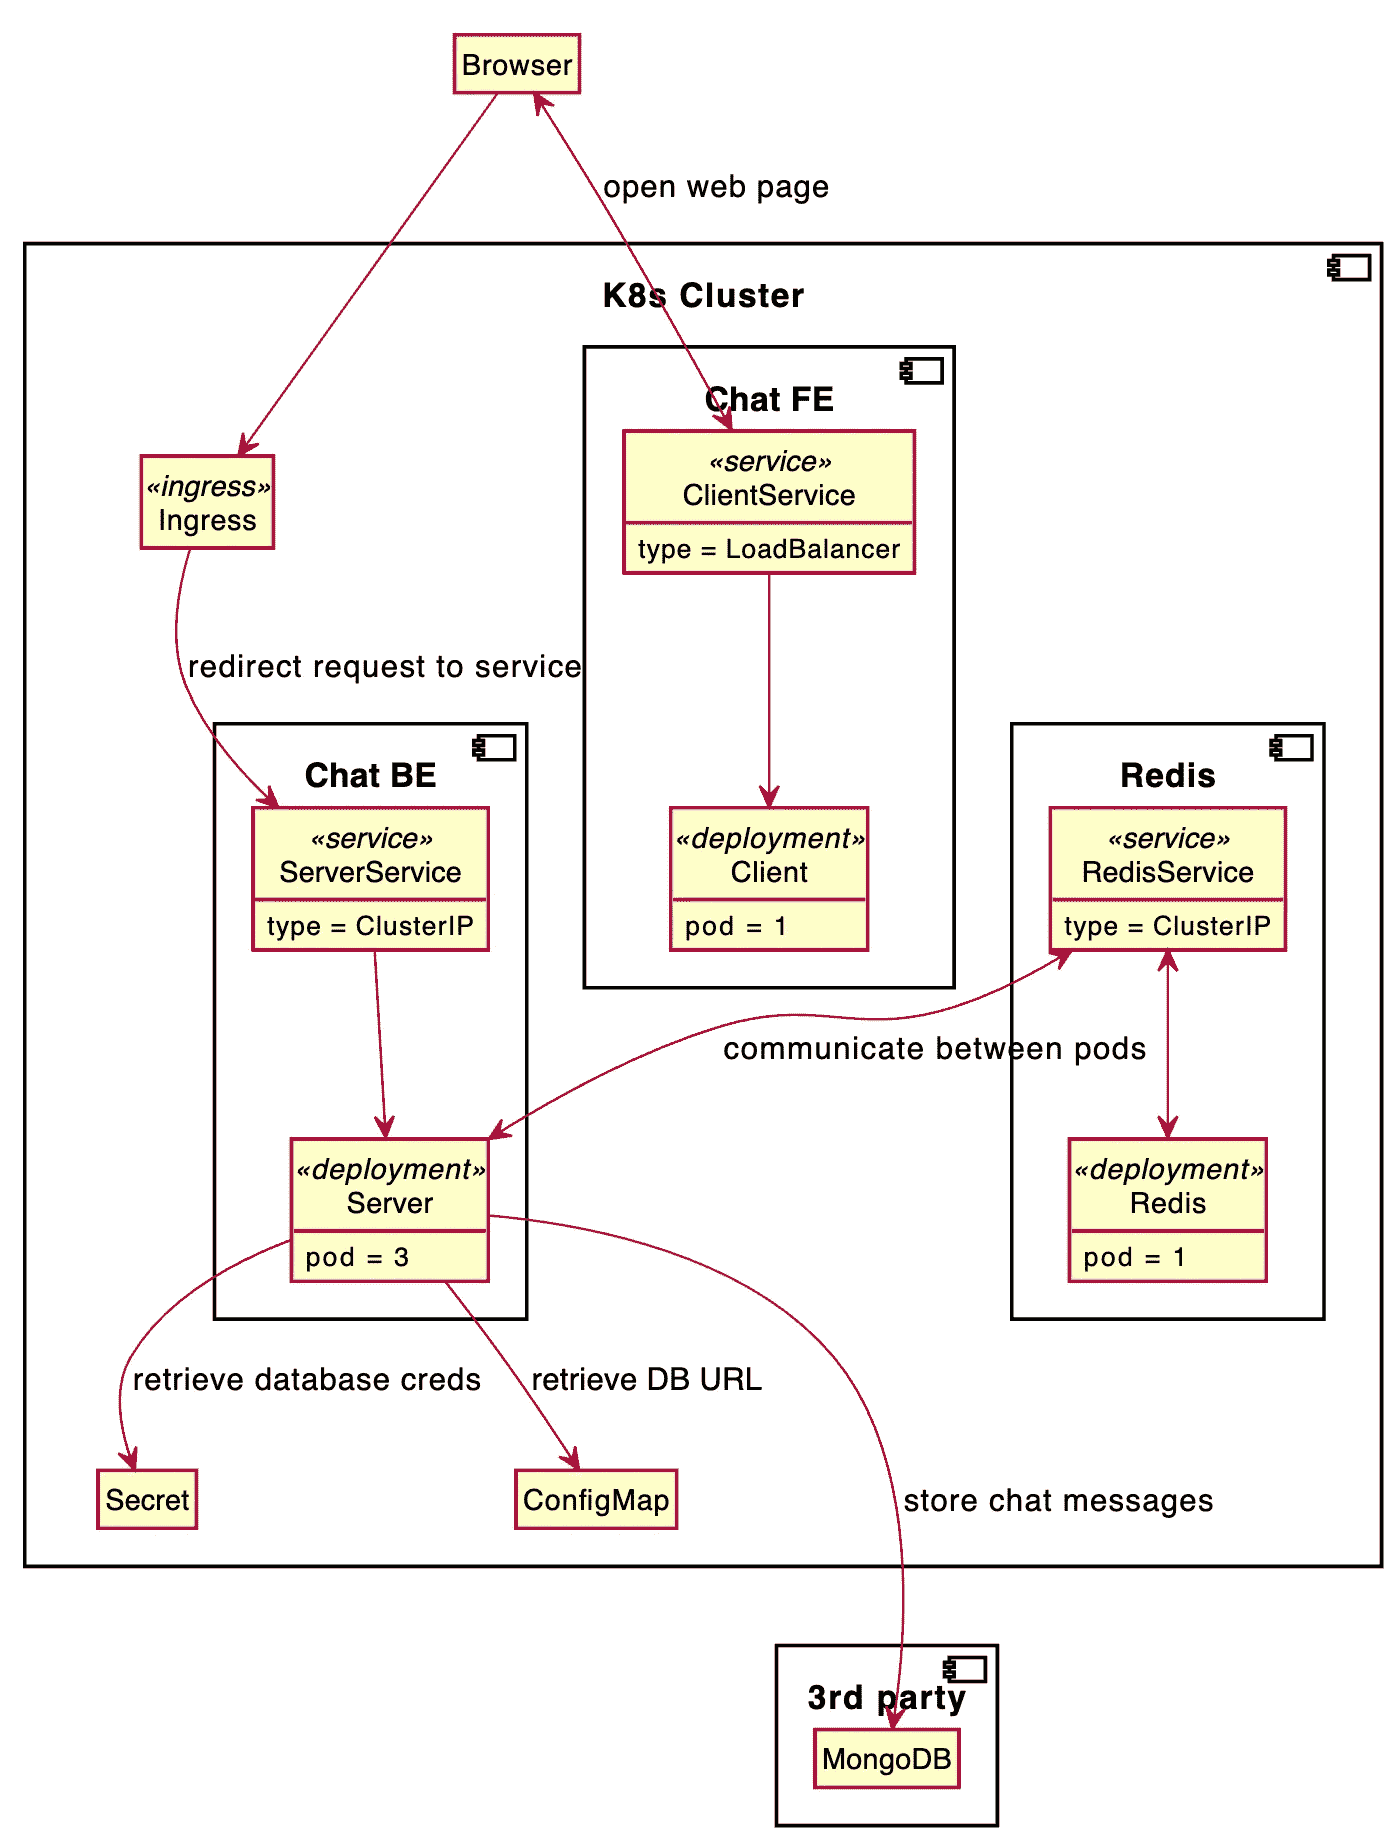 Browser
open web page
K8s Cluster
Chat FE
«service»
ClientService
type = LoadBalancer
«ingress»
Ingress
redirect request to service
Chat BE
«service»
ServerService
type = ClusterIP
«deployment»
Client
pod = 1
Redis
«service»
RedisService
type = ClusterIP
communicate between pods
«deployment»
Server
pod = 3
«deployment»
Redis
pod = 1
retrieve database creds
retrieve DB URL
Secret
ConfigMap
store chat messages
3rd party
MongoDB